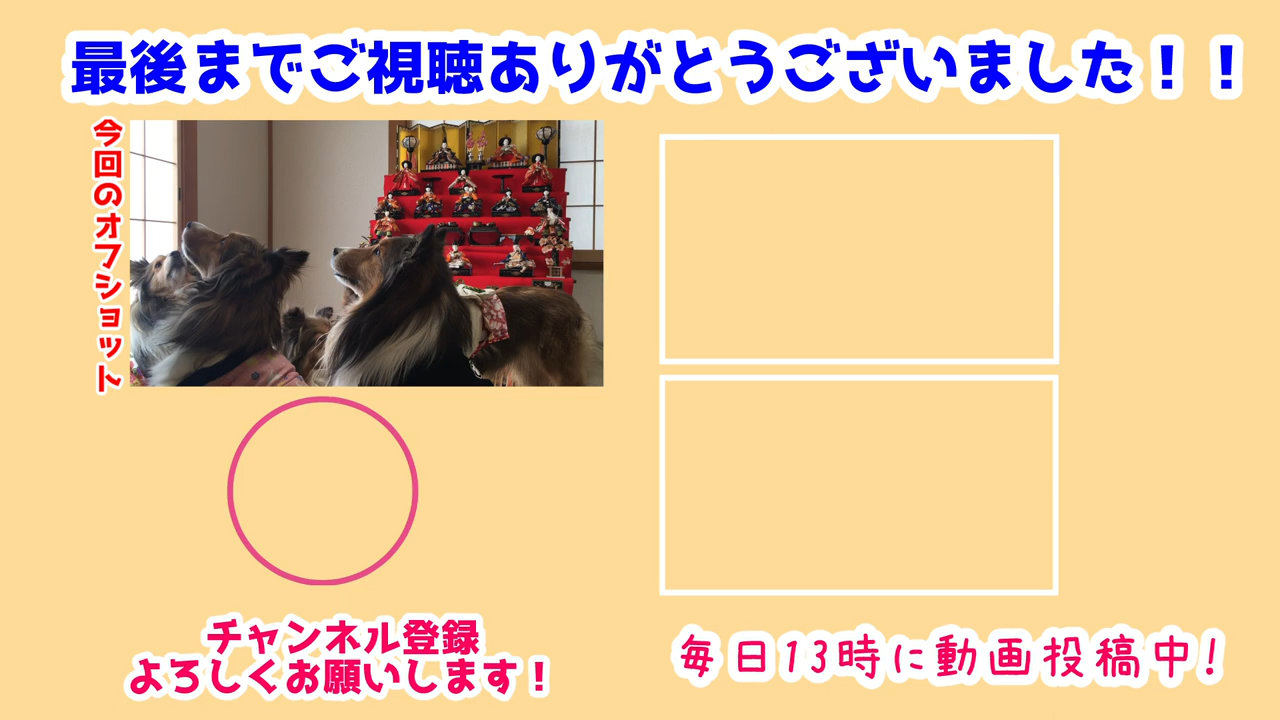 最後までご視聴ありがとうございました！！
今回のオフショット
チャンネル登録
よろしくお願いします！
毎日13時に動画投稿中!